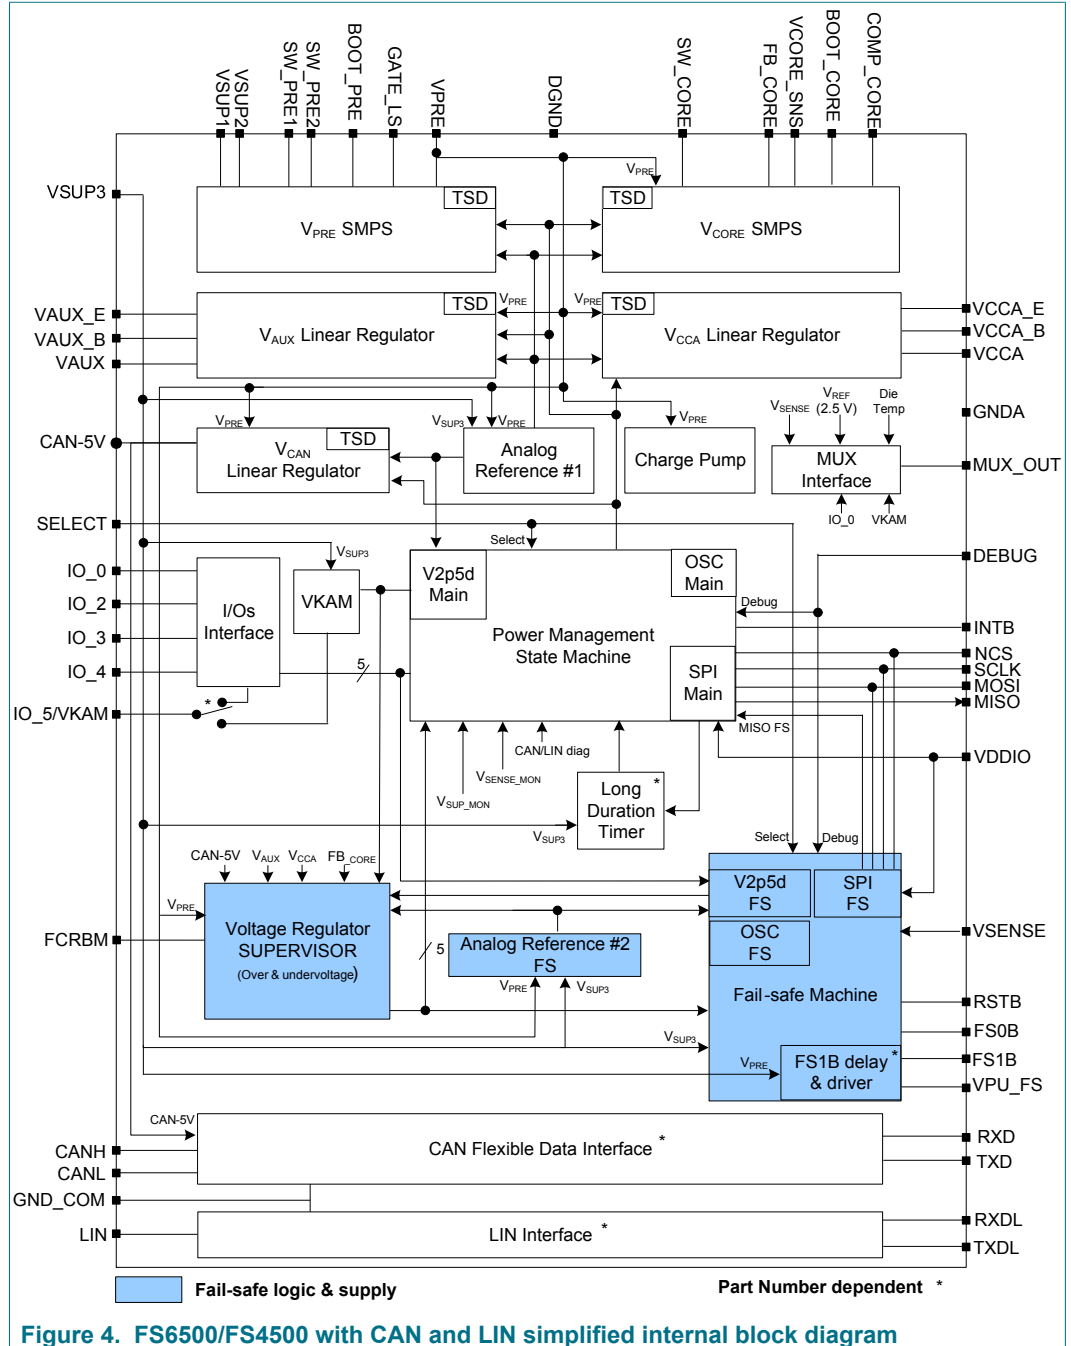 VSUP1
VSUP2
SW_PRE1
SW_PRE2
BOOT_PRE
GATE_LS
VPRE
DGND
SW_CORE
FB_CORE
VCORE_SNS
BOOT_CORE
COMP_CORE
VSUP3
VPRE
TSD
TSD
VPRE SMPS
VCORE SMPS
VAUX_E
VAUX_B
VAUX
TSD
VPRE
VPRE
TSD
VAUX Linear Regulator
VCCA Linear Regulator
VCCA_E
VCCA_B
VCCA
VPRE
VSUP3
VPRE
VPRE
VSENSE
VREF
(2.5 V)
Die
Temp
GNDA
CAN-5V
TSD
VCAN
Linear Regulator
Analog
Reference #1
Charge Pump
MUX
Interface
MUX_OUT
IO_0
VKAM
SELECT
Select
VSUP3
DEBUG
IO_0
IO_2
IO_3
IO_4
IO_5/VKAM
I/Os
Interface
*
VKAM
5
V2p5d
Main
OSC
Main
Debug
Power Management
State Machine
SPI
Main
INTB
NCS
SCLK
MOSI
MISO
MISO FS
VDDIO
CAN/LIN diag
VSENSE_MON
VSUP_MON
Long
Duration
Timer
*
VSUP3
Select
Debug
CAN-5V
VAUX
VCCA
FB_CORE
VPRE
FCRBM
Voltage Regulator
SUPERVISOR
(Over & undervoltage)
5
Analog Reference #2
FS
VPRE
VSUP3
V2p5d
FS
SPI
FS
OSC
FS
Fail-safe Machine
VSENSE
RSTB
FS0B
FS1B
VPU_FS
VSUP3
VPRE
FS1B delay
& driver
*
CAN-5V
CANH
CANL
GND_COM
LIN
CAN Flexible Data Interface *
LIN Interface *
RXD
TXD
RXDL
TXDL
Fail-safe logic & supply
Part Number dependent *
Figure 4. FS6500/FS4500 with CAN and LIN simplified internal block diagram